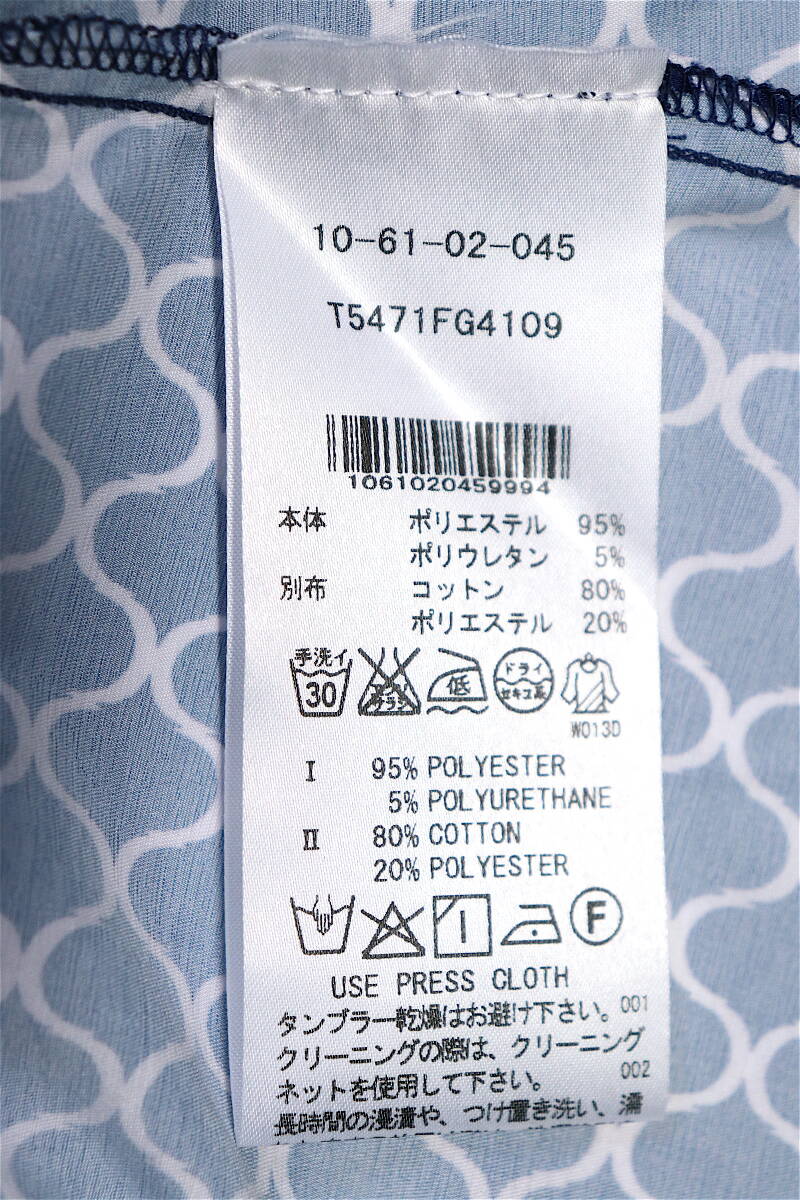 10-61-02-045
T5471FG4109
1061020459994
本体 ポリエステル 95%
ポリウレタン 5%
別布 コットン 80%
ポリエステル 20%
手洗イ 30 低 ドライ セキユ系
W013D
I 95% POLYESTER
5% POLYURETHANE
II 80% COTTON
20% POLYESTER
F
USE PRESS CLOTH
タンブラー乾燥はお避け下さい。 001
クリーニングの際は、クリーニング
ネットを使用して下さい。 002
長時間の浸漬や、つけ置き洗い、濡